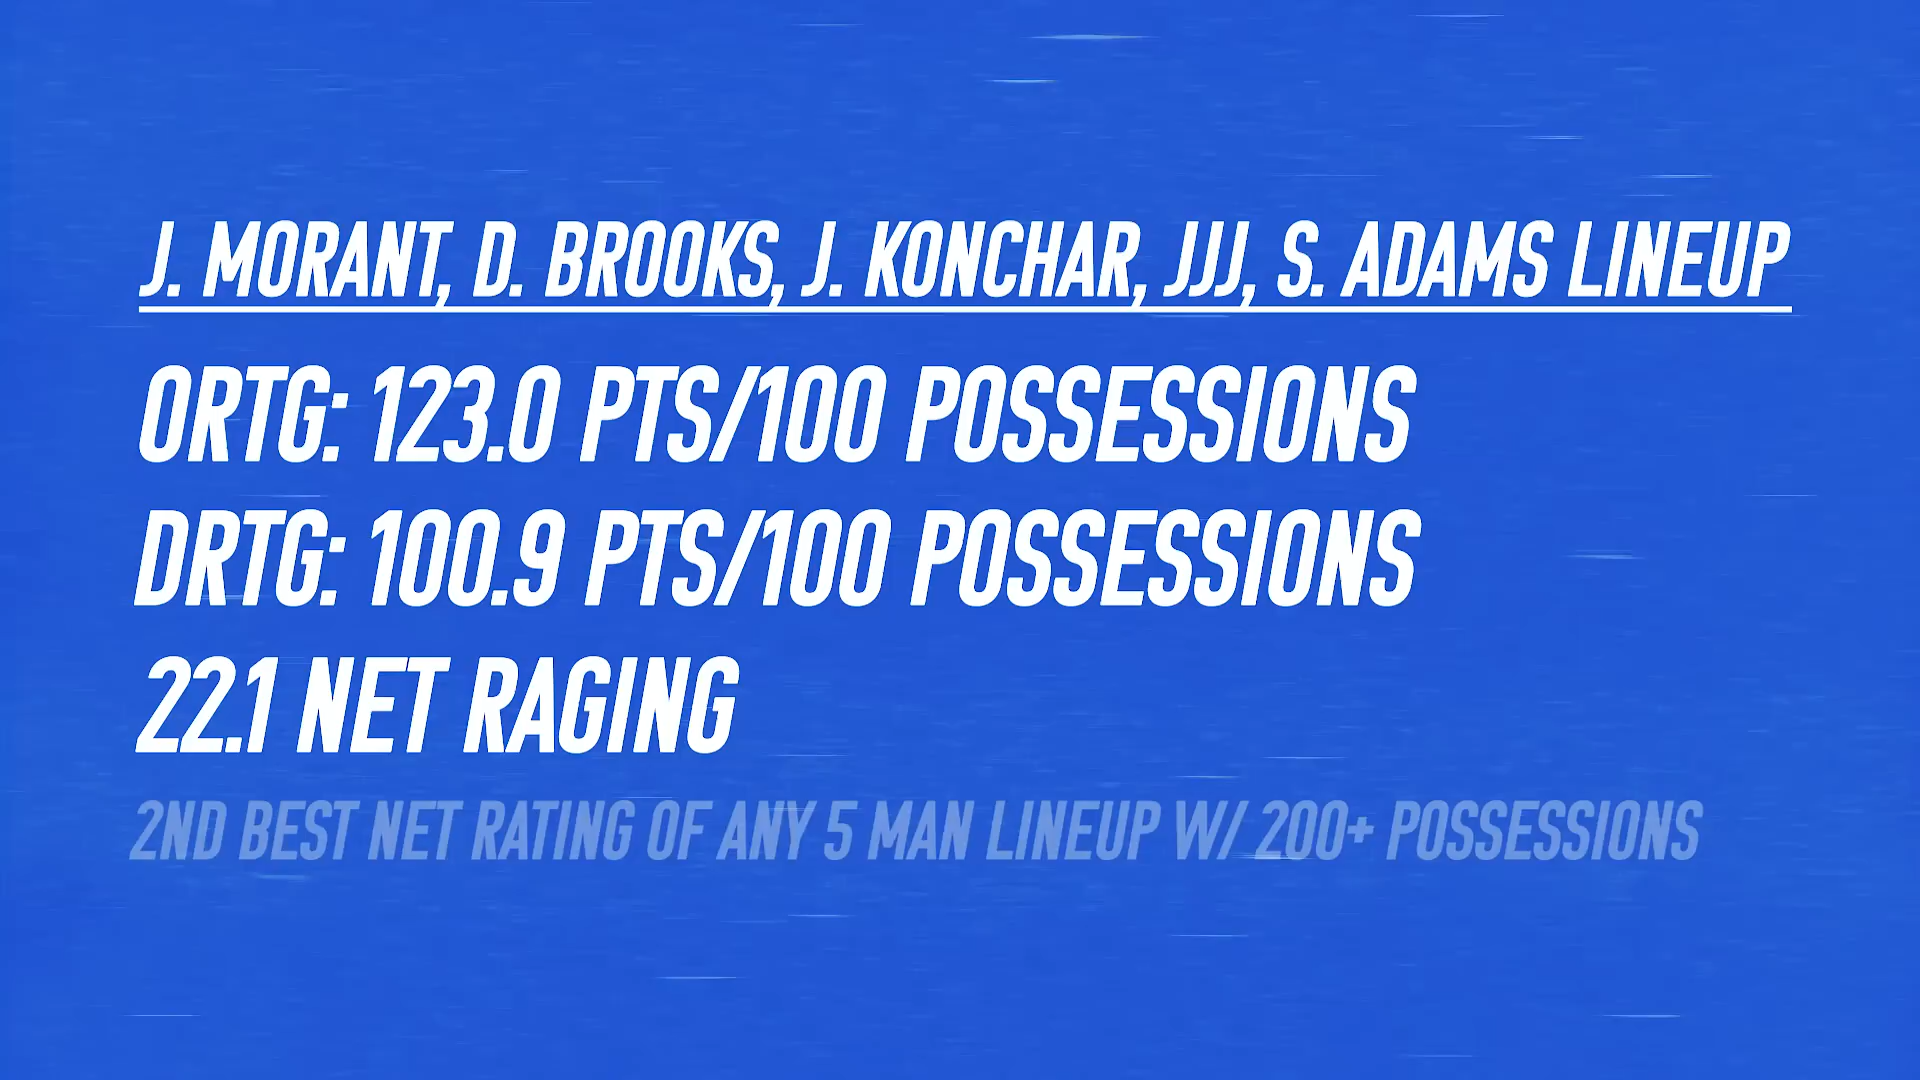 J. MORANT, D. BROOKS, J. KONCHAR, JJJ, S. ADAMS LINEUP
ORTG: 123.0 PTS/100 POSSESSIONS
DRTG: 100.9 PTS/100 POSSESSIONS
22.1 NET RAGING
2ND BEST NET RATING OF ANY 5 MAN LINEUP W/ 200+ POSSESSIONS